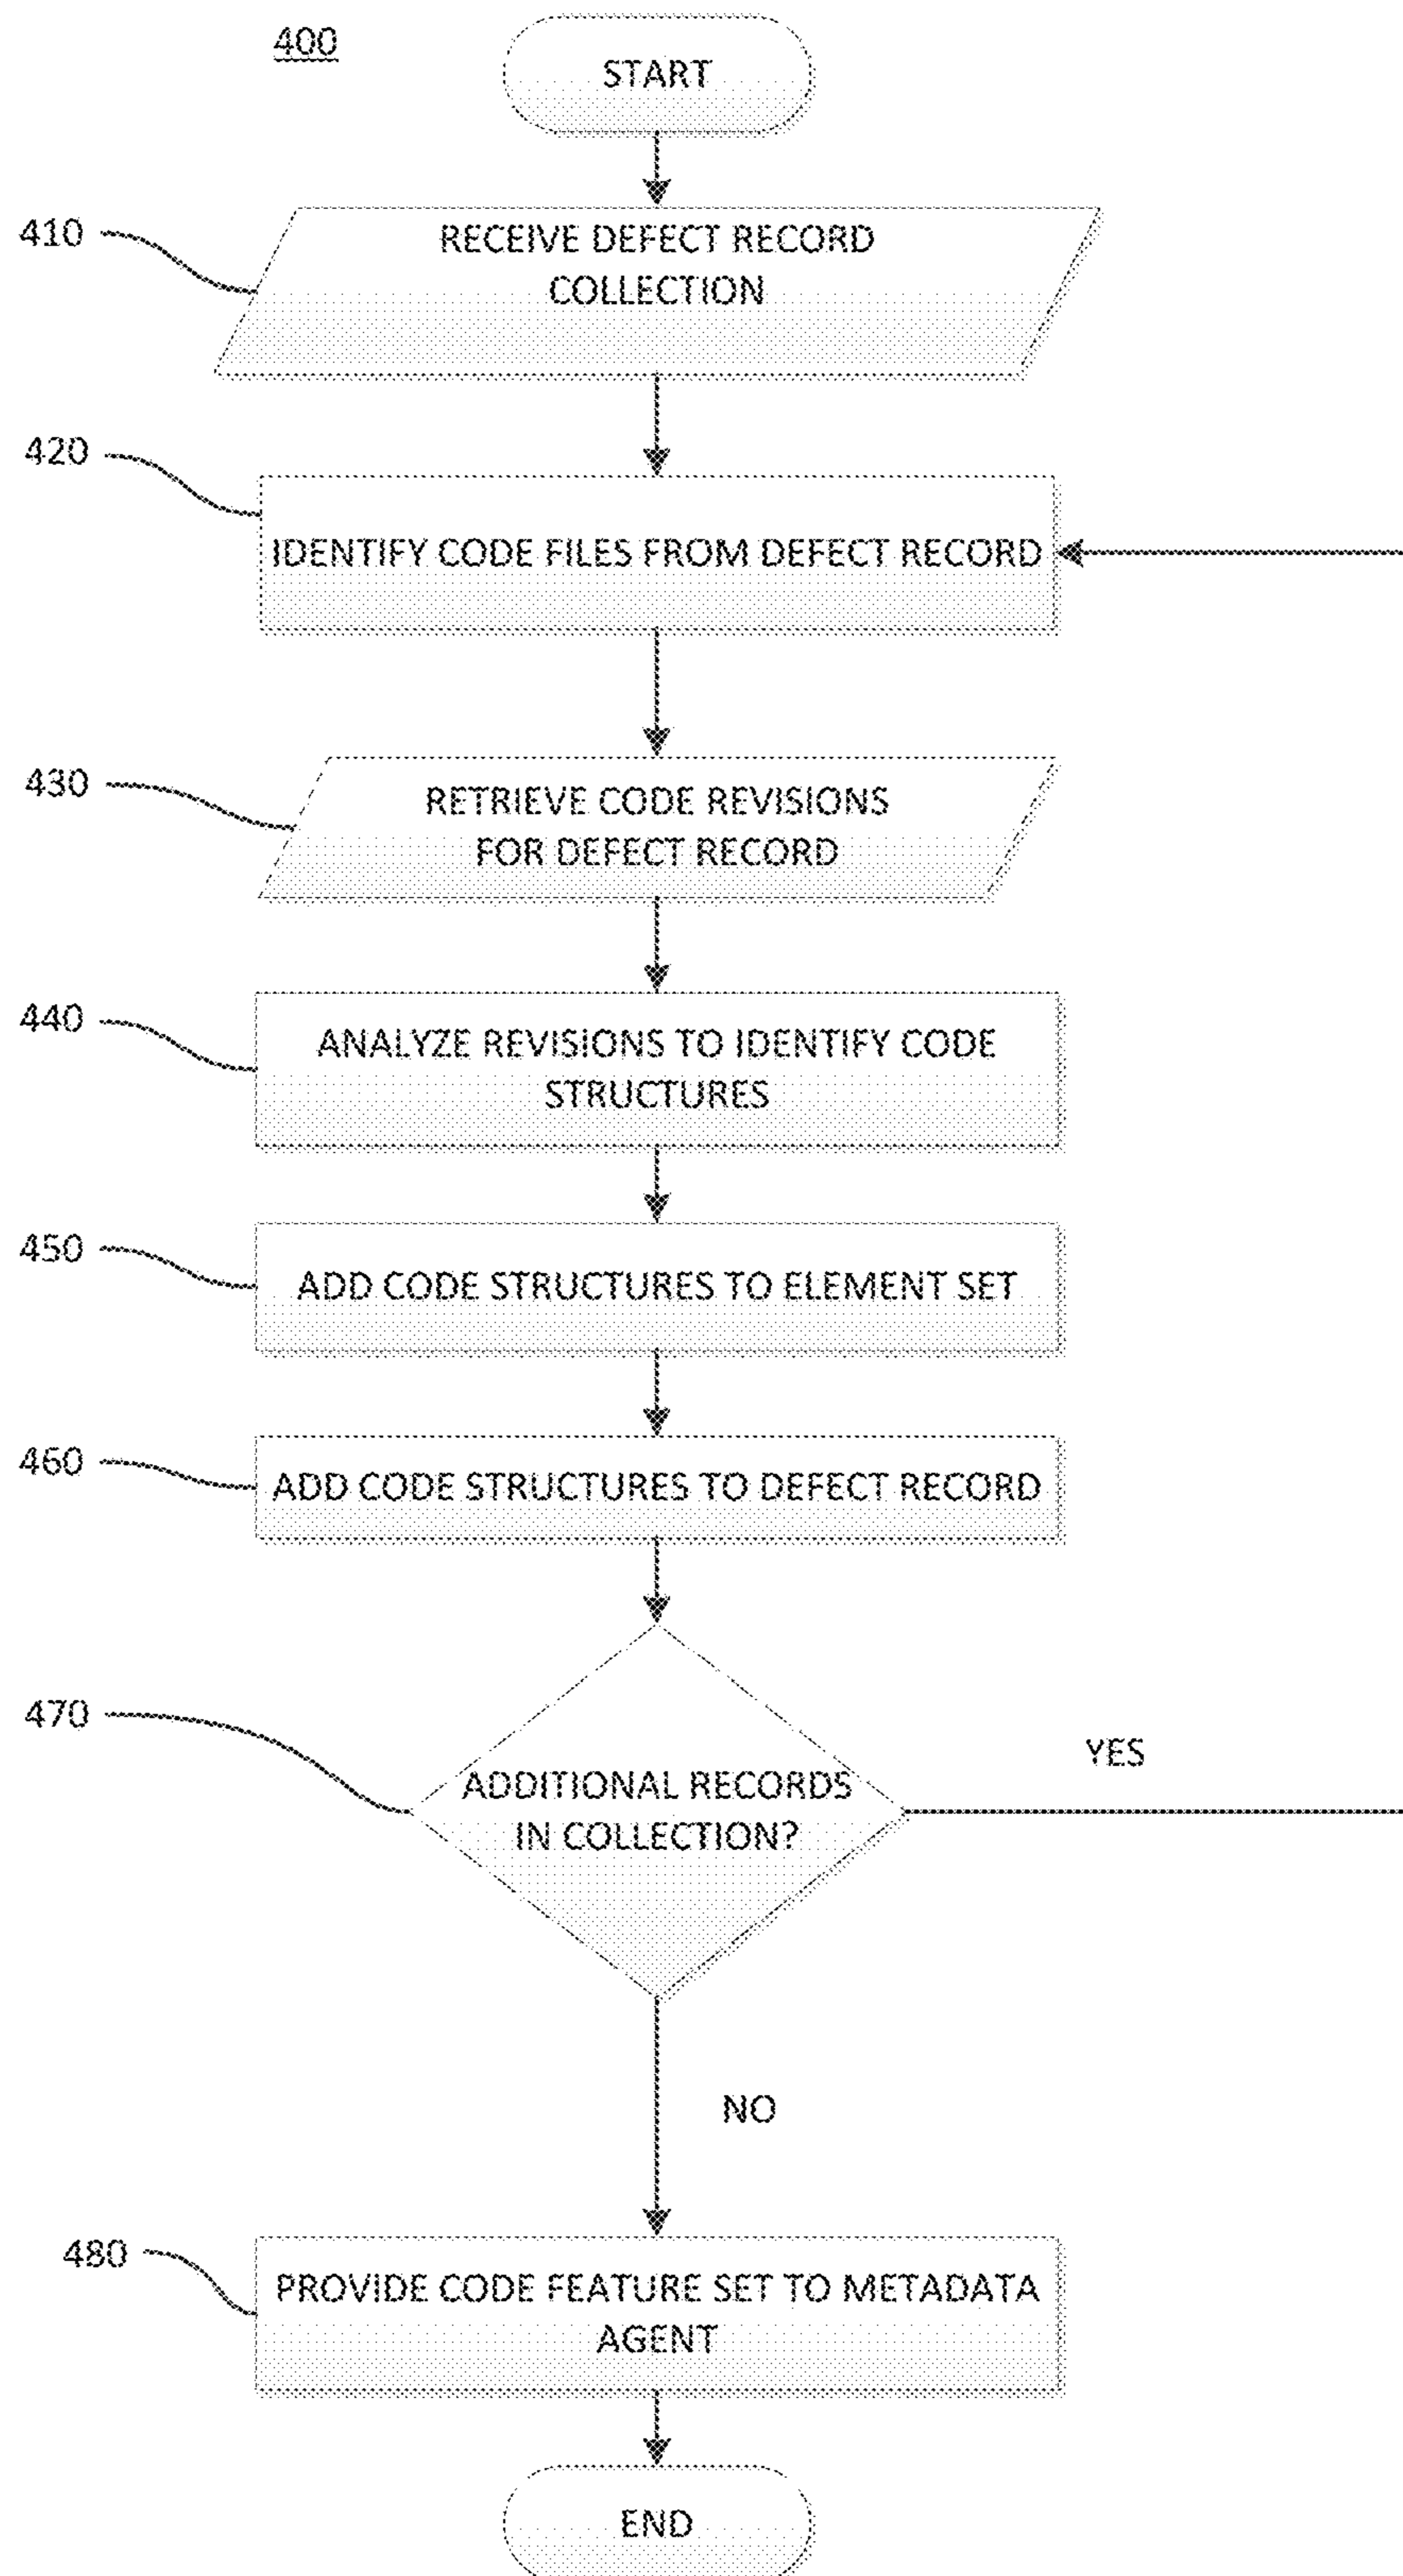 400
START
410
RECEIVE DEFECT RECORD
COLLECTION
420
IDENTIFY CODE FILES FROM DEFECT RECORD
430
RETRIEVE CODE REVISIONS
FOR DEFECT RECORD
440
ANALYZE REVISIONS TO IDENTIFY CODE
STRUCTURES
450
ADD CODE STRUCTURES TO ELEMENT SET
460
ADD CODE STRUCTURES TO DEFECT RECORD
470
ADDITIONAL RECORDS
IN COLLECTION?
YES
NO
480
PROVIDE CODE FEATURE SET TO METADATA
AGENT
END